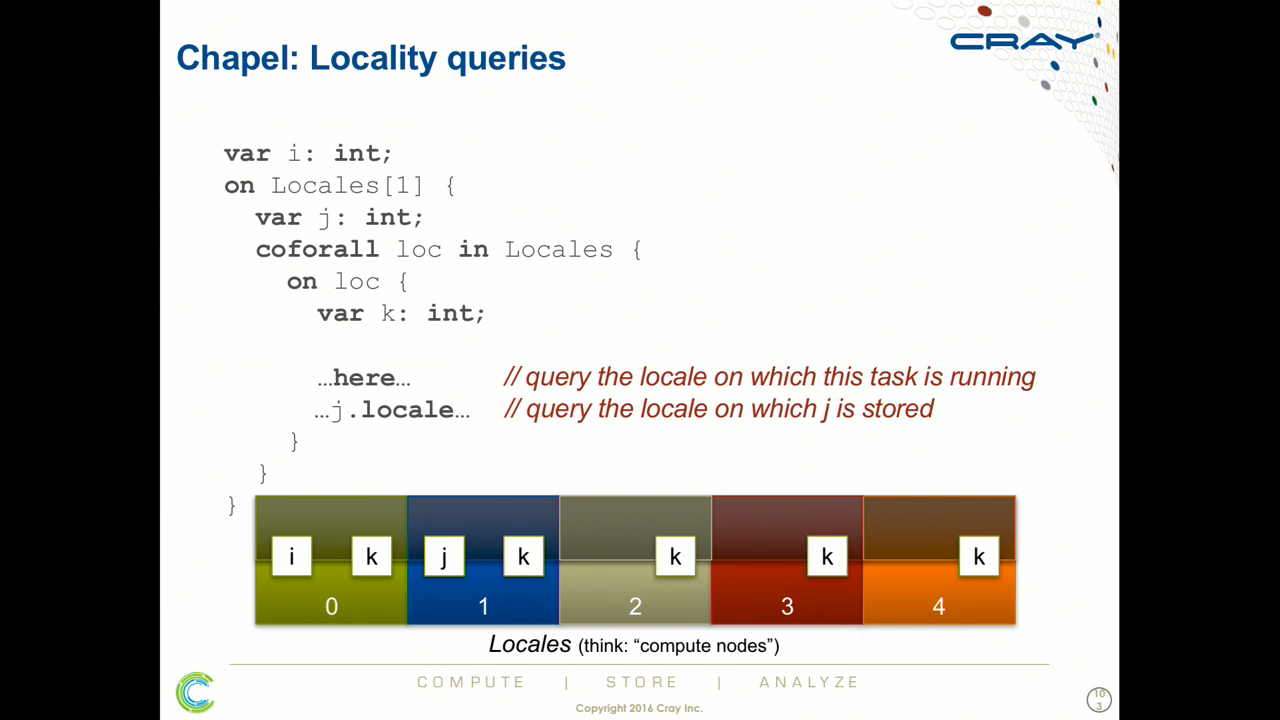 Chapel: Locality queries
CRAY®
var i: int;
on Locales[1] {
var j: int;
coforall loc in Locales {
on loc {
var k: int;
…here… // query the locale on which this task is running
…j.locale… // query the locale on which j is stored
}
}
}
i k j k k k k
0 1 2 3 4
Locales (think: “compute nodes”)
COMPUTE | STORE | ANALYZE
Copyright 2016 Cray Inc.
10
3